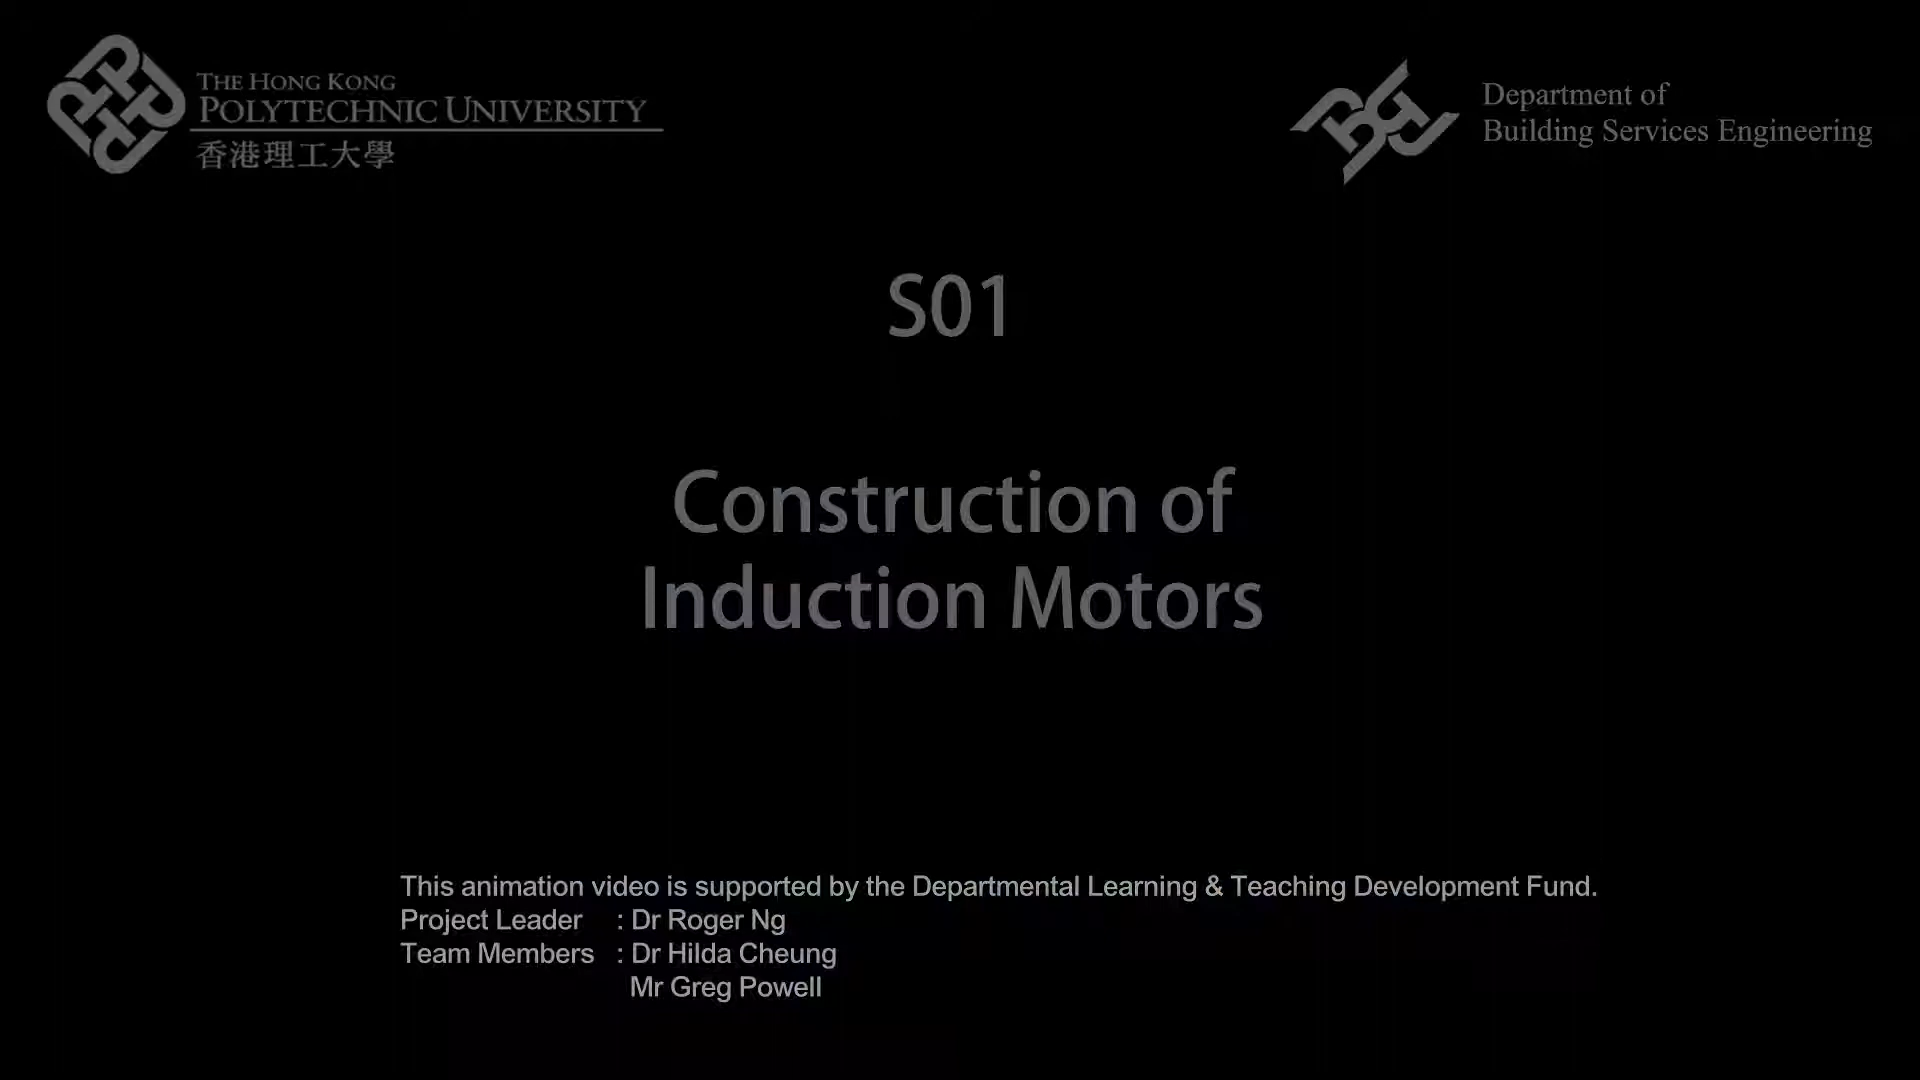 THE HONG KONG
POLYTECHNIC UNIVERSITY
香港理工大學
Department of
Building Services Engineering
S01
Construction of
Induction Motors
This animation video is supported by the Departmental Learning & Teaching Development Fund.
Project Leader : Dr Roger Ng
Team Members : Dr Hilda Cheung
Mr Greg Powell